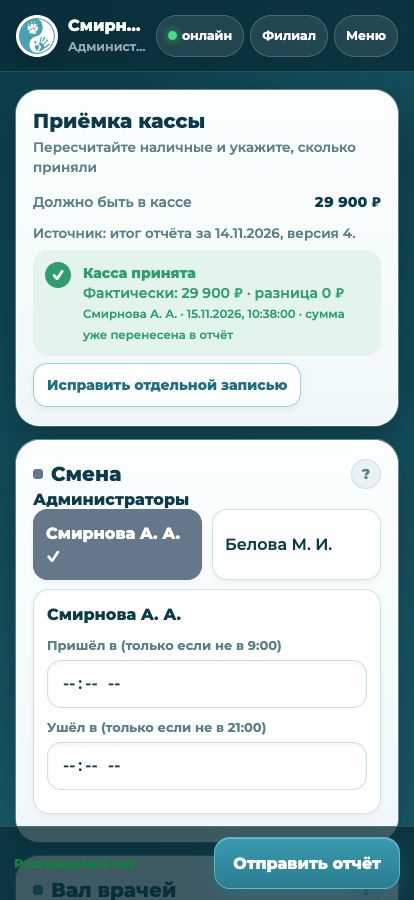 Смирн...
Админист...
онлайн
Филиал
Меню
Приёмка кассы
Пересчитайте наличные и укажите, сколько
приняли
Должно быть в кассе
29 900 ₽
Источник: итог отчёта за 14.11.2026, версия 4.
Касса принята
Фактически: 29 900 ₽ · разница 0 ₽
Смирнова А. А. · 15.11.2026, 10:38:00 · сумма
уже перенесена в отчёт
Исправить отдельной записью
Смена
?
Администраторы
Смирнова А. А.
Белова М. И.
Смирнова А. А.
Пришёл в (только если не в 9:00)
--:-- --
Ушёл в (только если не в 21:00)
--:-- --
Расхождений нет
Отправить отчёт
Вал врачей